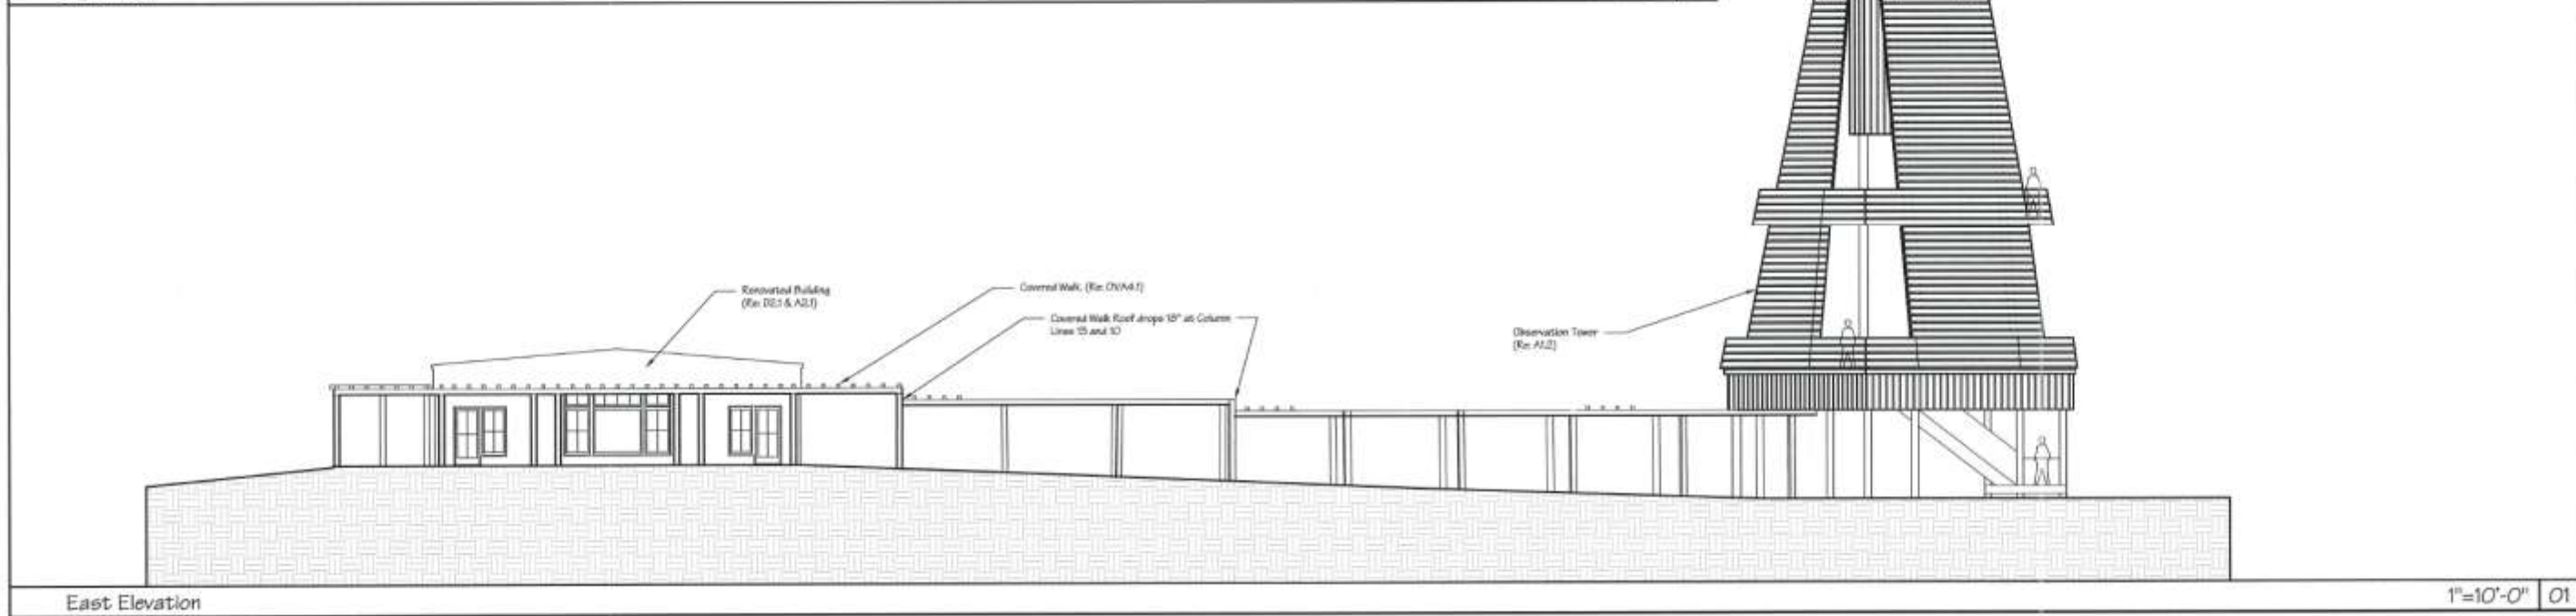 Renovated Building
(Re: D2.1 & A2.1)
Covered Walk. (Re: 01/A4.1)
Covered Walk Roof drops 18" at Column
Lines 15 and 10
Observation Tower
(Re: A1.2)
East Elevation
1"=10'-0"
01